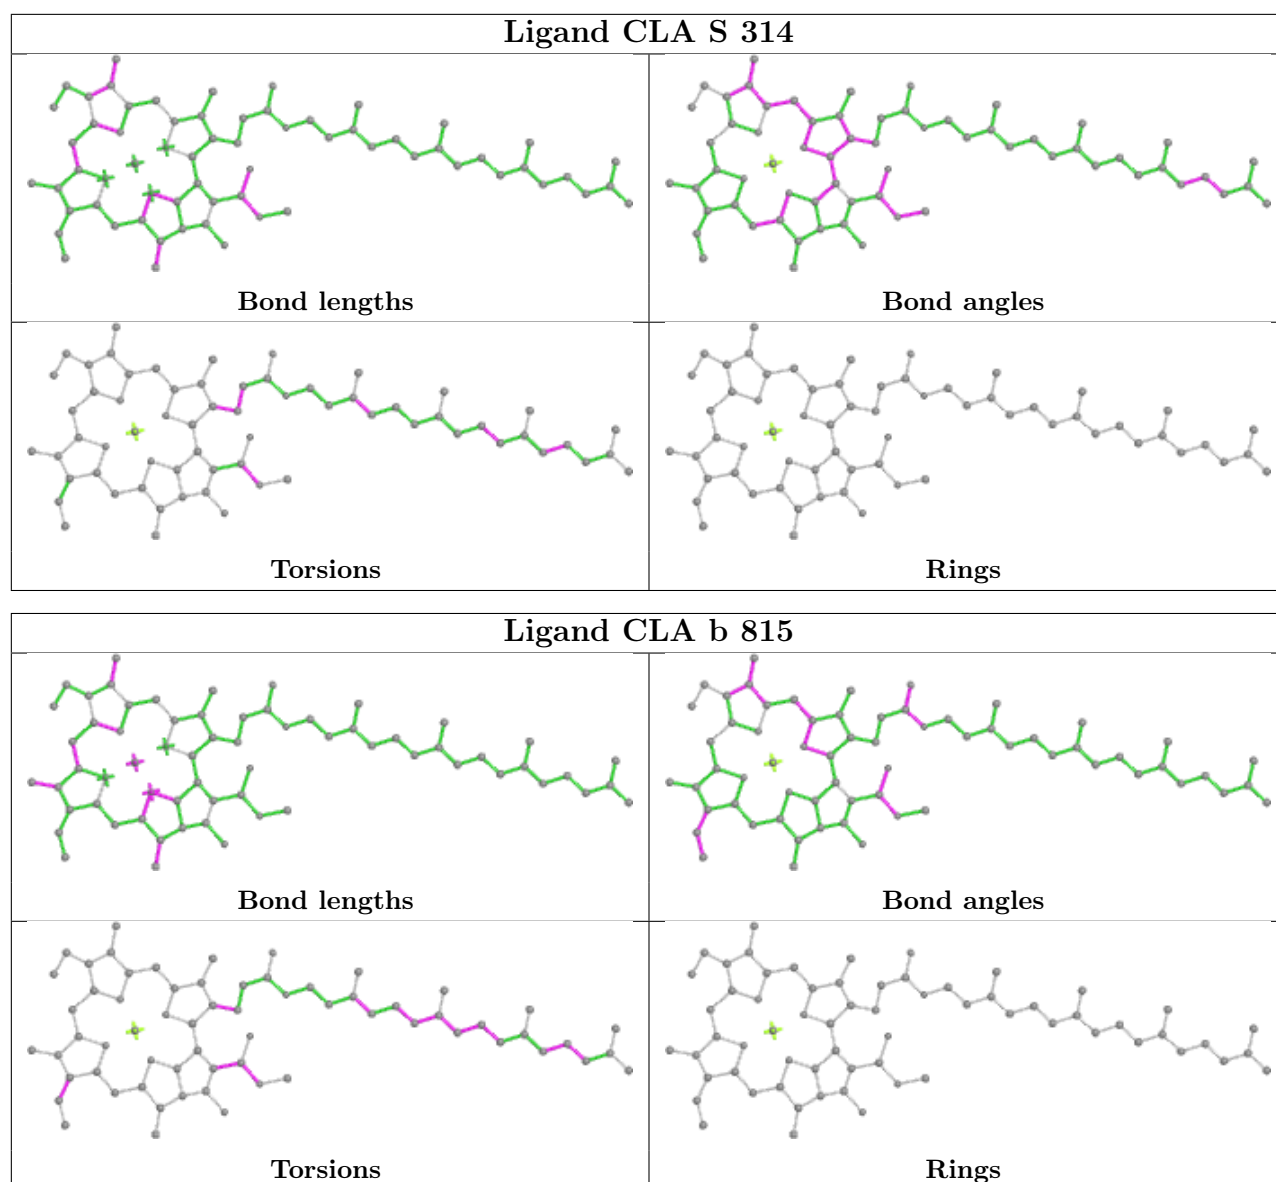 Ligand CLA S 314
Bond lengths
Bond angles
Torsions
Rings
Ligand CLA b 815
Bond lengths
Bond angles
Torsions
Rings